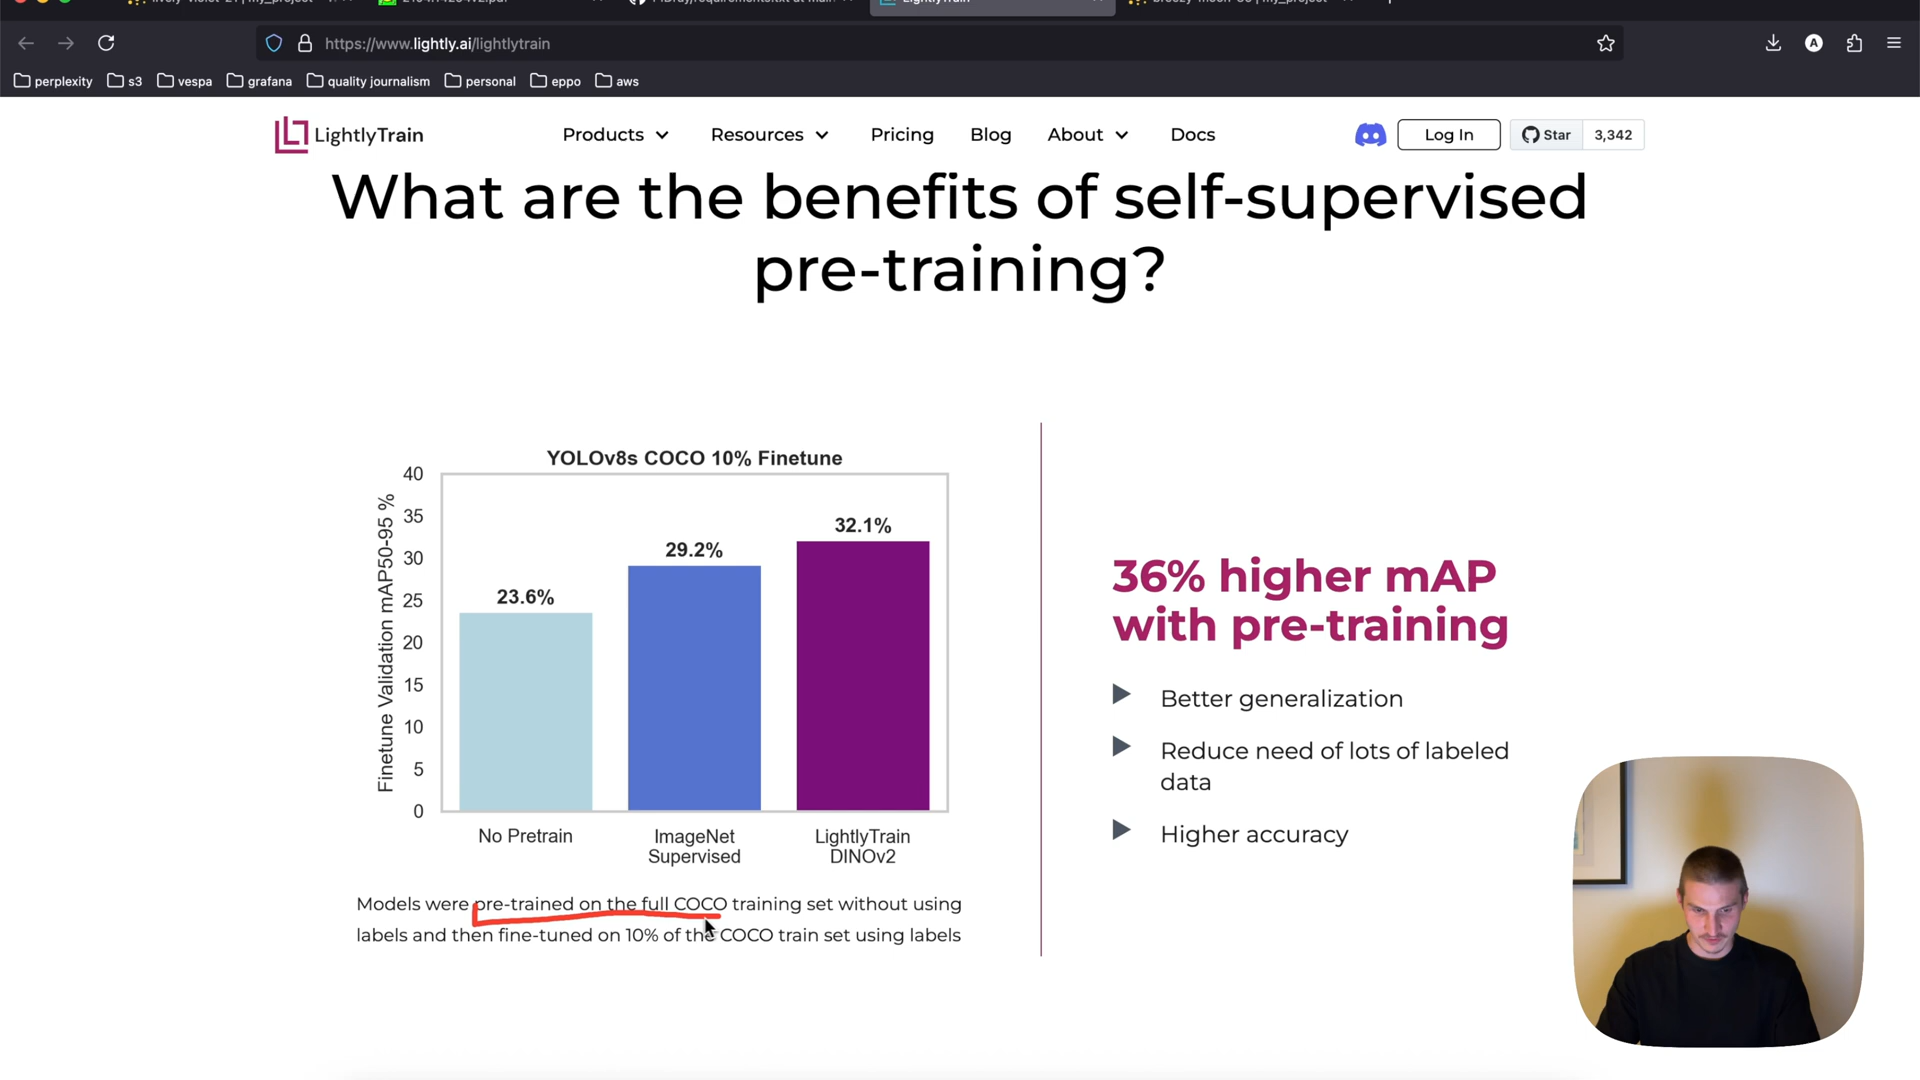 https://www.lightly.ai/lightlytrain
A
perplexity s3 vespa grafana quality journalism personal eppo aws
LightlyTrain Products Resources Pricing Blog About Docs Log In Star 3,342
What are the benefits of self-supervised
pre-training?
YOLOv8s COCO 10% Finetune
Finetune Validation mAP50-95 %
40
35
30
25
20
15
10
5
0
23.6%
29.2%
32.1%
No Pretrain
ImageNet
Supervised
LightlyTrain
DINOv2
Models were pre-trained on the full COCO training set without using
labels and then fine-tuned on 10% of the COCO train set using labels
36% higher mAP
with pre-training
Better generalization
Reduce need of lots of labeled
data
Higher accuracy